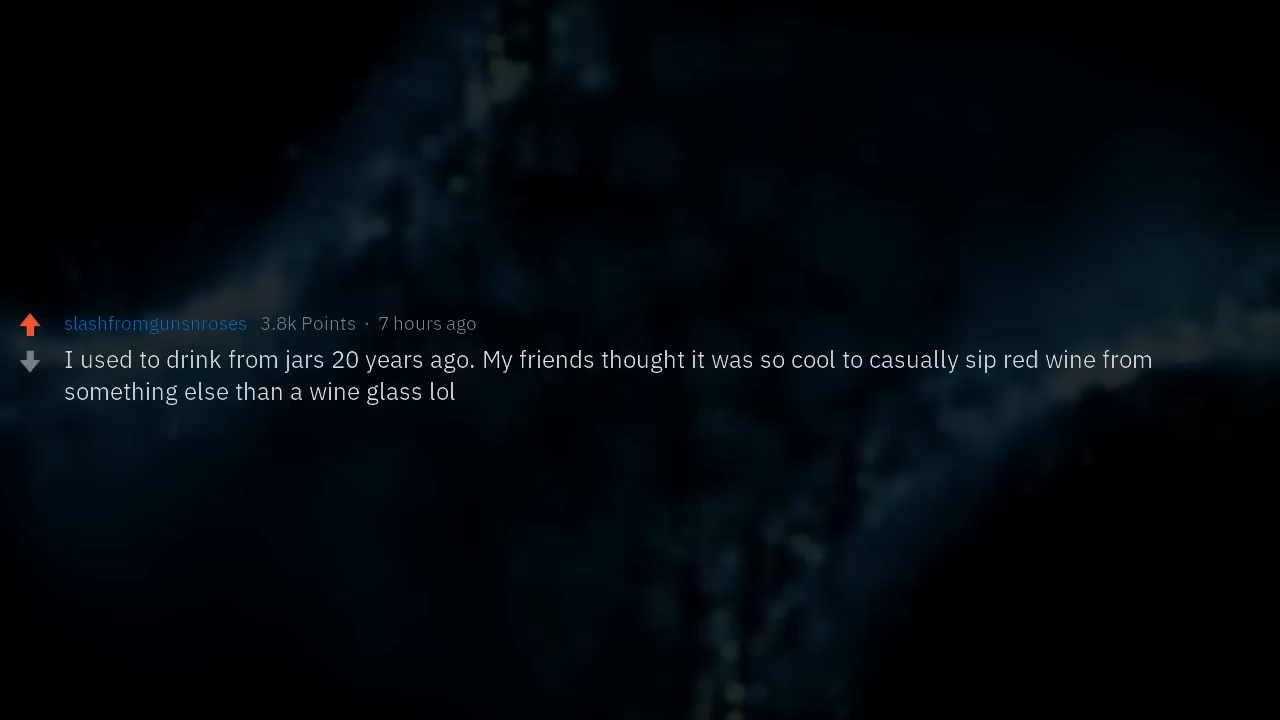 slashfromgunsnroses 3.8k Points · 7 hours ago
I used to drink from jars 20 years ago. My friends thought it was so cool to casually sip red wine from
something else than a wine glass lol